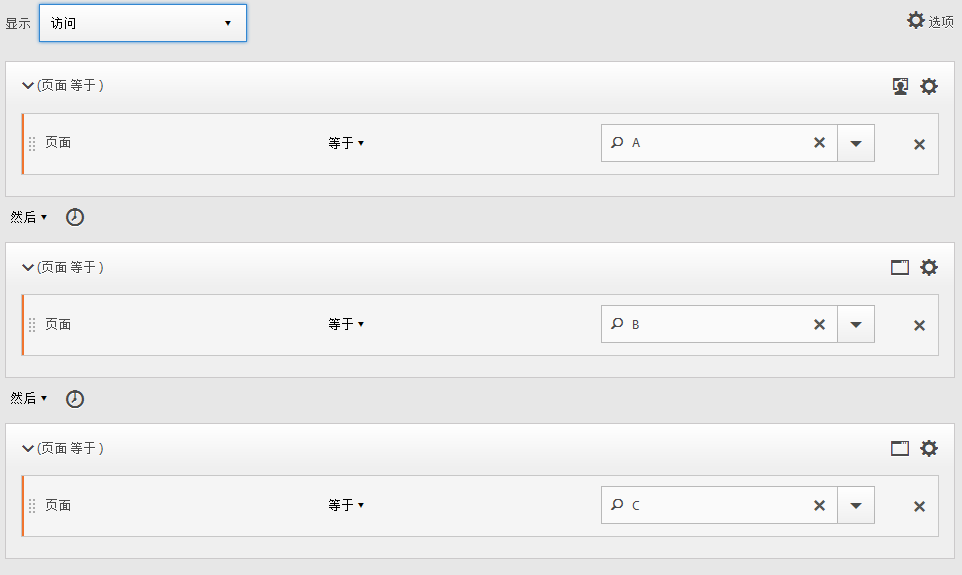 显示 访问 选项
(页面 等于 )
页面 等于 A
然后
(页面 等于 )
页面 等于 B
然后
(页面 等于 )
页面 等于 C